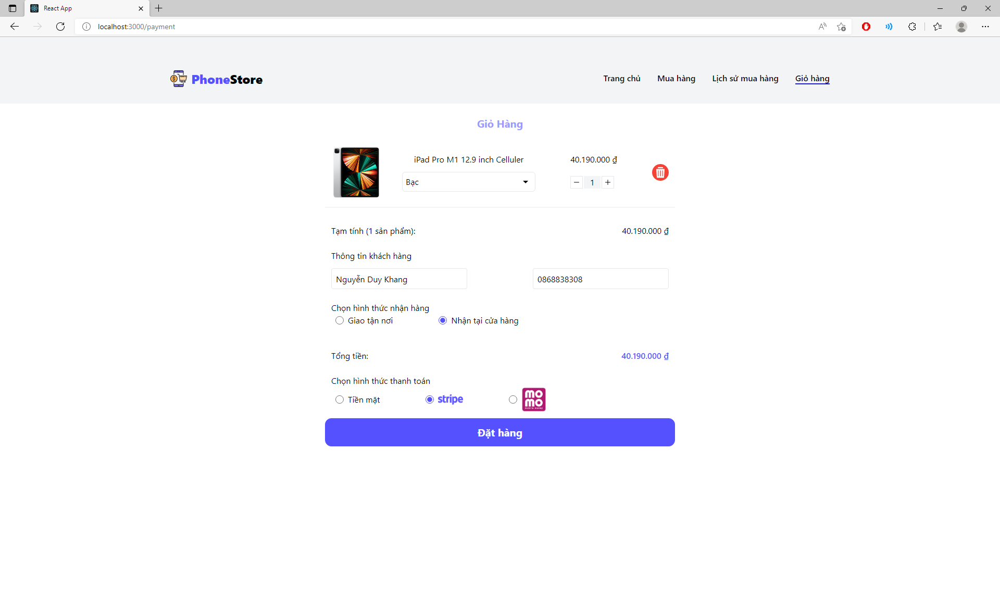 React App
localhost:3000/payment
PhoneStore
Trang chủ
Mua hàng
Lịch sử mua hàng
Giỏ hàng
Giỏ Hàng
iPad Pro M1 12.9 inch Celluler
40.190.000 ₫
Bạc
1
Tạm tính (1 sản phẩm):
40.190.000 ₫
Thông tin khách hàng
Nguyễn Duy Khang
0868838308
Chọn hình thức nhận hàng
Giao tận nơi
Nhận tại cửa hàng
Tổng tiền:
40.190.000 ₫
Chọn hình thức thanh toán
Tiền mặt
stripe
mo
mo
mobile money
Đặt hàng